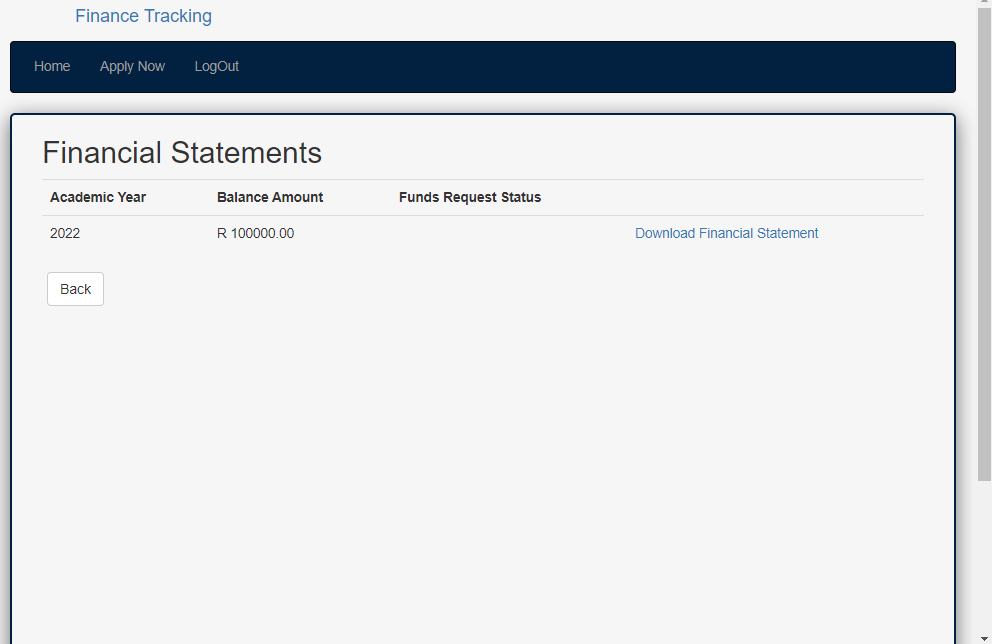 Finance Tracking
Home Apply Now LogOut
Financial Statements
Academic Year Balance Amount Funds Request Status
2022 R 100000.00 Download Financial Statement
Back